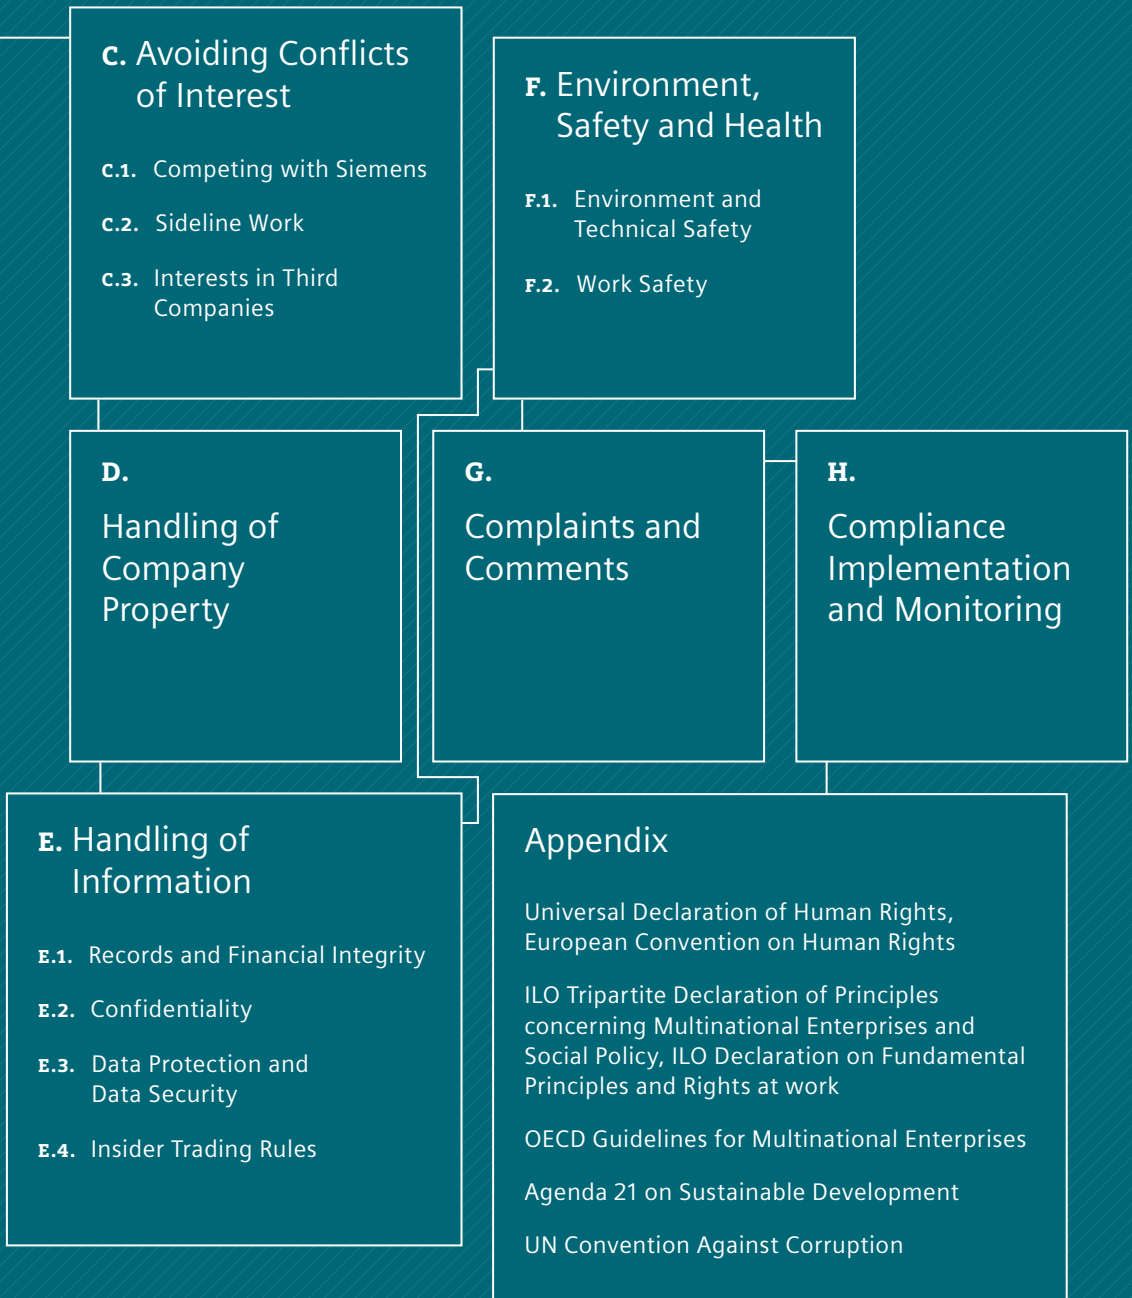 C. Avoiding Conflicts
of Interest
C.1. Competing with Siemens
C.2. Sideline Work
C.3. Interests in Third
Companies
D.
Handling of
Company
Property
E. Handling of
Information
E.1. Records and Financial Integrity
E.2. Confidentiality
E.3. Data Protection and
Data Security
E.4. Insider Trading Rules
F. Environment,
Safety and Health
F.1. Environment and
Technical Safety
F.2. Work Safety
G.
Complaints and
Comments
H.
Compliance
Implementation
and Monitoring
Appendix
Universal Declaration of Human Rights,
European Convention on Human Rights
ILO Tripartite Declaration of Principles
concerning Multinational Enterprises and
Social Policy, ILO Declaration on Fundamental
Principles and Rights at work
OECD Guidelines for Multinational Enterprises
Agenda 21 on Sustainable Development
UN Convention Against Corruption